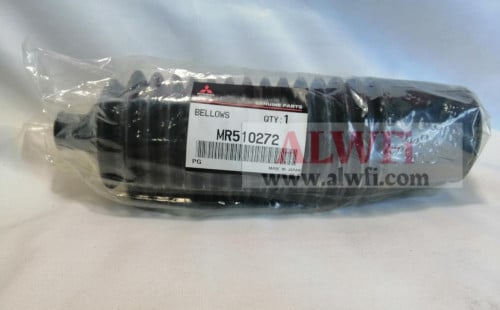 GENUINE PARTS
BELLOWS QTY:1
MR510272
PG
MADE IN JAPAN
ALWFI
www.alwfi.com